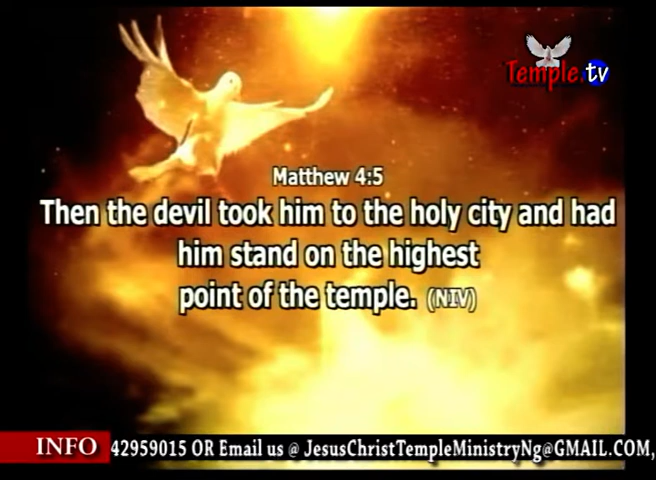 Temple.tv
Matthew 4:5
Then the devil took him to the holy city and had
him stand on the highest
point of the temple. (NIV)
INFO 42959015 OR Email us @ JesusChristTempleMinistryNg@GMAIL.COM,